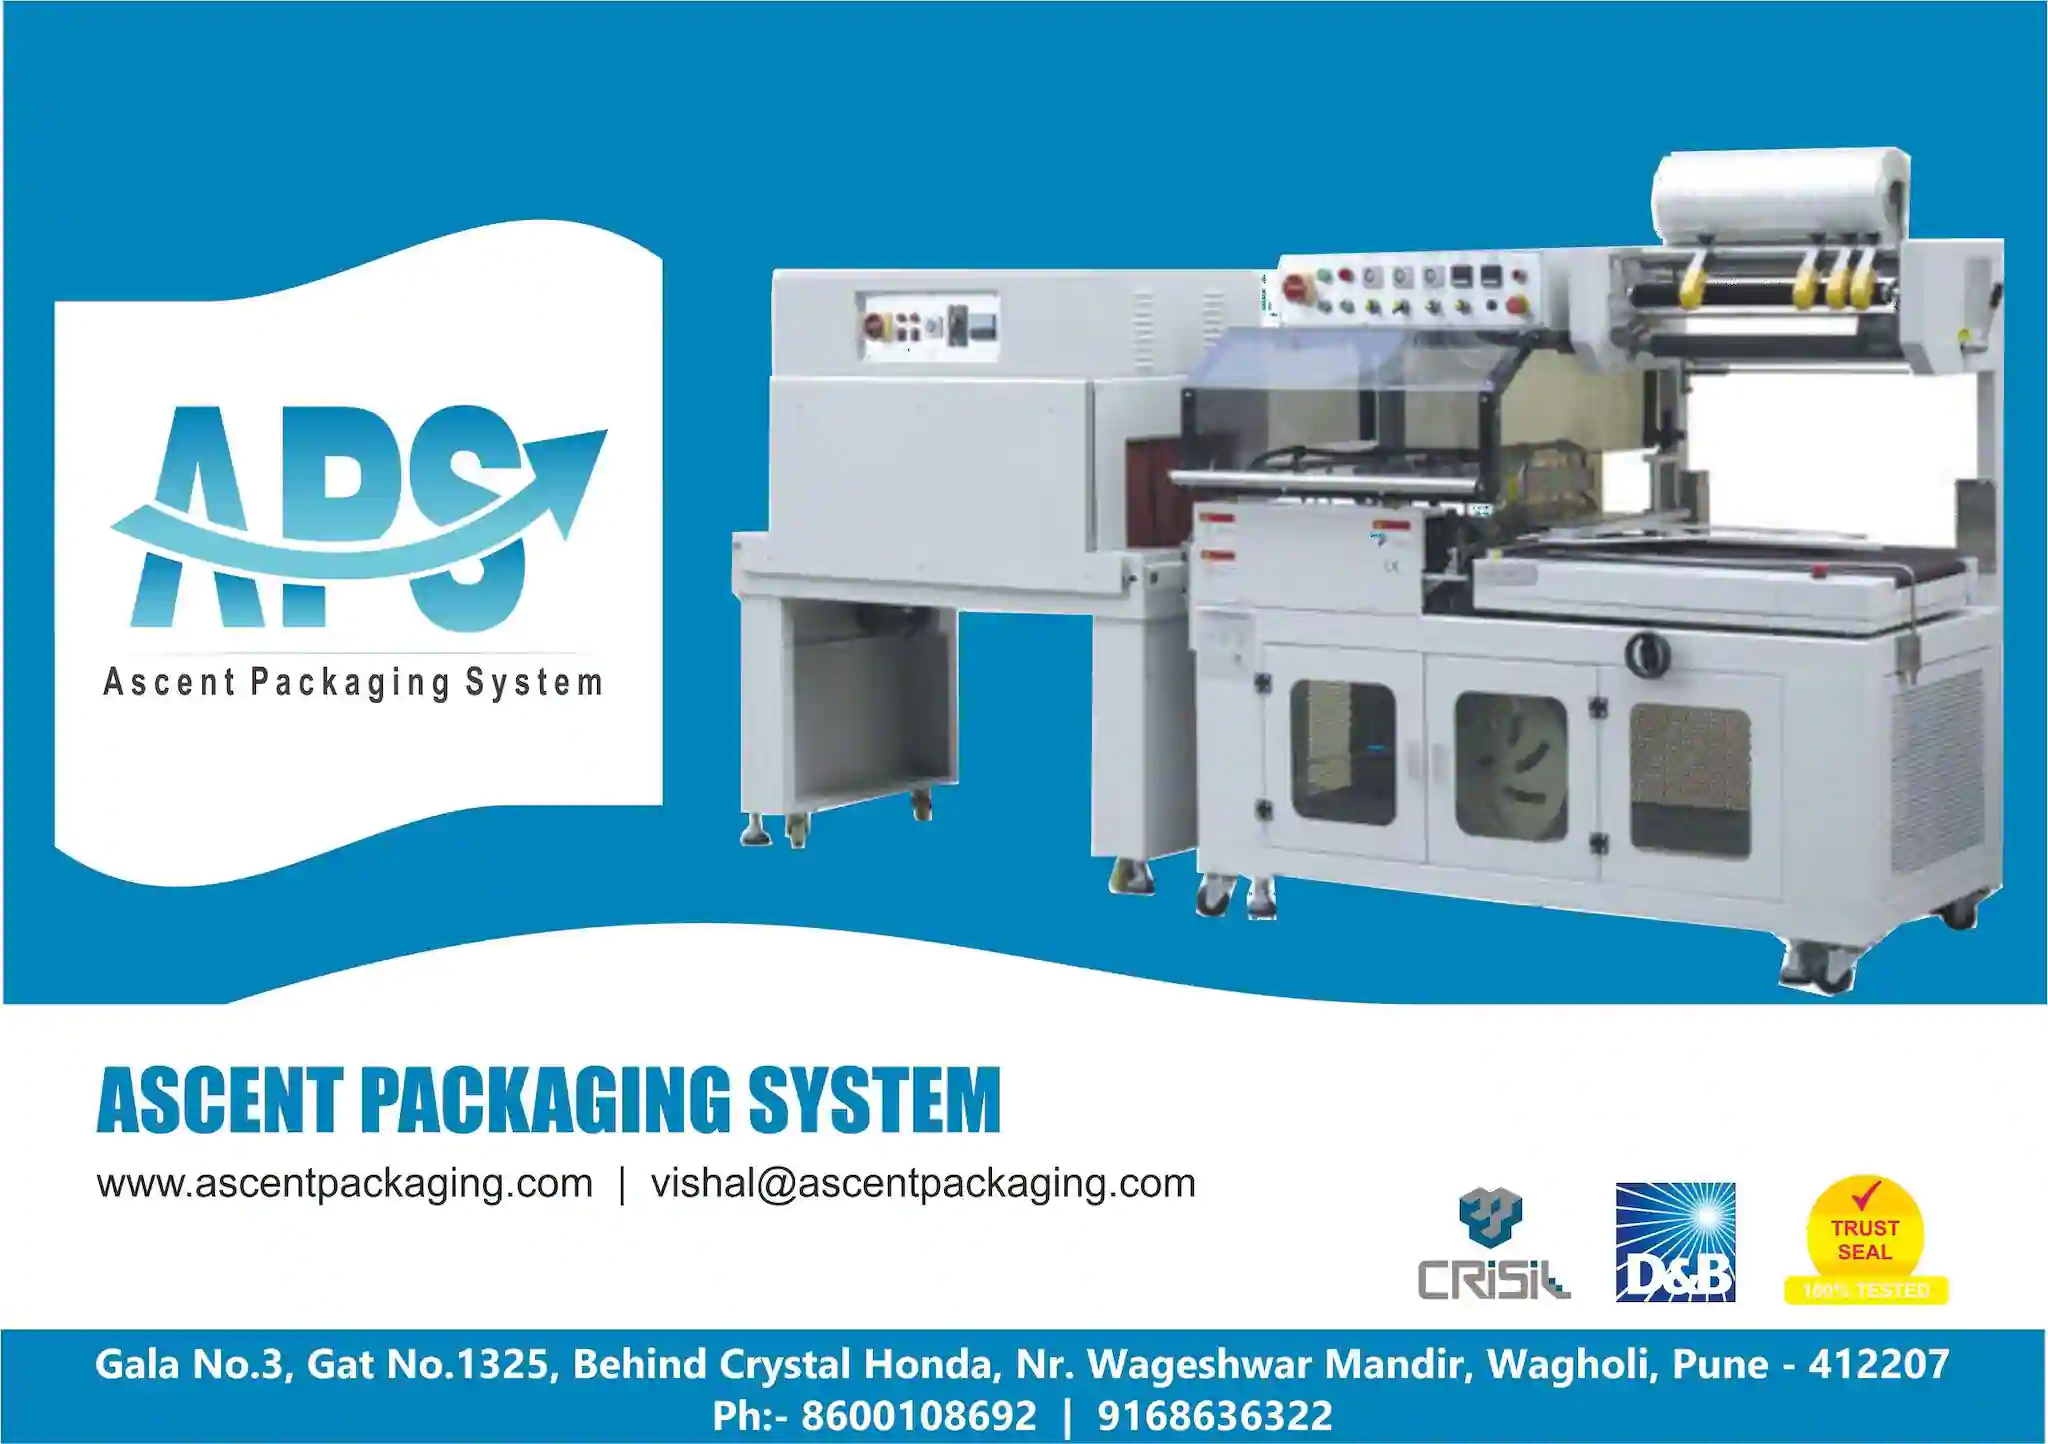 APS
Ascent Packaging System
ASCENT PACKAGING SYSTEM
www.ascentpackaging.com | vishal@ascentpackaging.com
CRISIL
D&B
TRUST
SEAL
100% TESTED
Gala No.3, Gat No.1325, Behind Crystal Honda, Nr. Wageshwar Mandir, Wagholi, Pune - 412207
Ph:- 8600108692 | 9168636322